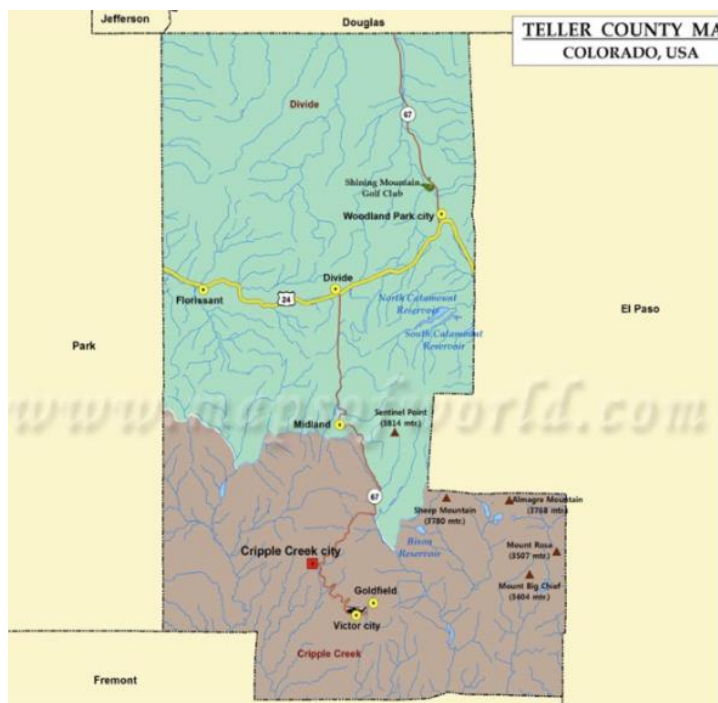 Jefferson
Douglas
TELLER COUNTY MA
COLORADO, USA
Divide
67
Shining Mountain
Golf Club
Woodland Park city
Divide
Florissant
24
North Catamount
Reservoir
South Catamount
Reservoir
El Paso
Park
www.mapsofworld.com
Sentinel Point
(3814 mtr.)
Midland
67
Sheep Mountain
(3780 mtr.)
Almagre Mountain
(3768 mtr.)
Bison
Reservoir
Mount Rosa
(3507 mtr.)
Cripple Creek city
Mount Big Chief
(3404 mtr.)
Goldfield
Victor city
Cripple Creek
Fremont